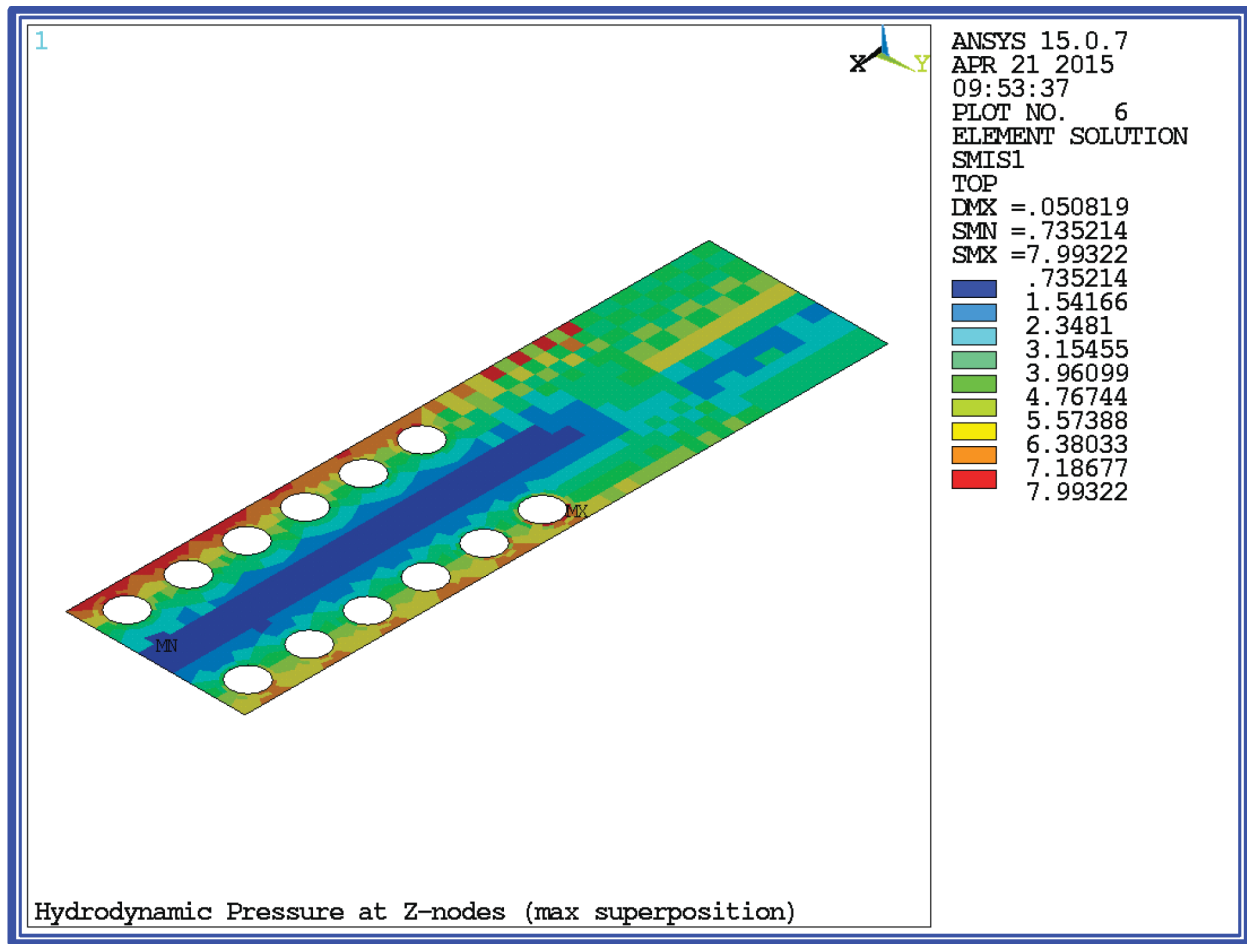 1
X
Y
ANSYS 15.0.7
APR 21 2015
09:53:37
PLOT NO. 6
ELEMENT SOLUTION
SMIS1
TOP
DMX =.050819
SMN =.735214
SMX =7.99322
.735214
1.54166
2.3481
3.15455
3.96099
4.76744
5.57388
6.38033
7.18677
7.99322
MX
MN
Hydrodynamic Pressure at Z-nodes (max superposition)